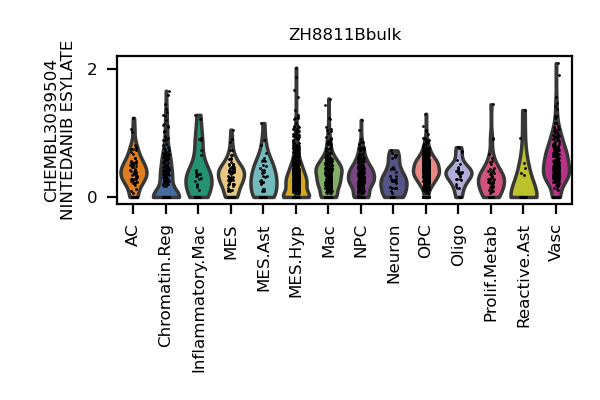 ZH8811Bbulk
CHEMBL3039504
NINTEDANIB ESYLATE
2
0
AC
Chromatin.Reg
Inflammatory.Mac
MES
MES.Ast
MES.Hyp
Mac
NPC
Neuron
OPC
Oligo
Prolif.Metab
Reactive.Ast
Vasc